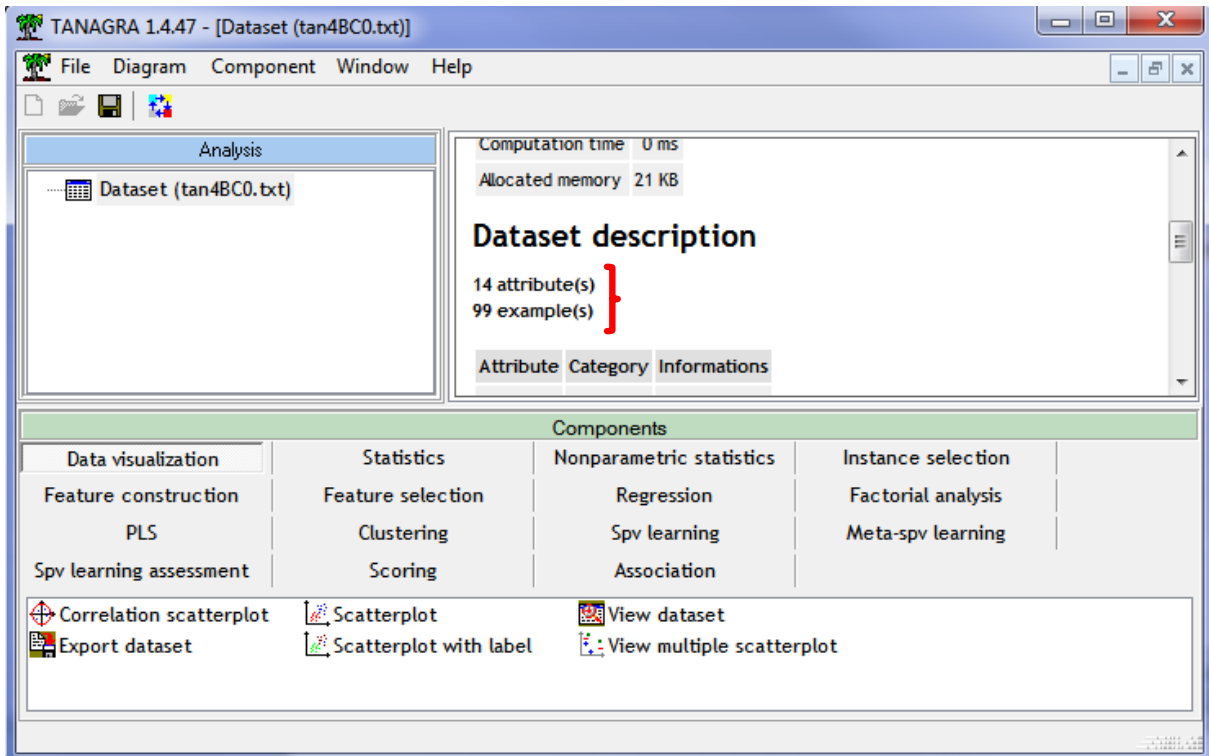 TANAGRA 1.4.47 - [Dataset (tan4BC0.txt)]
File Diagram Component Window Help
Analysis
Dataset (tan4BC0.txt)
Computation time 0 ms
Allocated memory 21 KB
Dataset description
14 attribute(s)
99 example(s)
Attribute Category Informations
Components
Data visualization Statistics Nonparametric statistics Instance selection
Feature construction Feature selection Regression Factorial analysis
PLS Clustering Spv learning Meta-spv learning
Spv learning assessment Scoring Association
Correlation scatterplot Scatterplot View dataset
Export dataset Scatterplot with label View multiple scatterplot